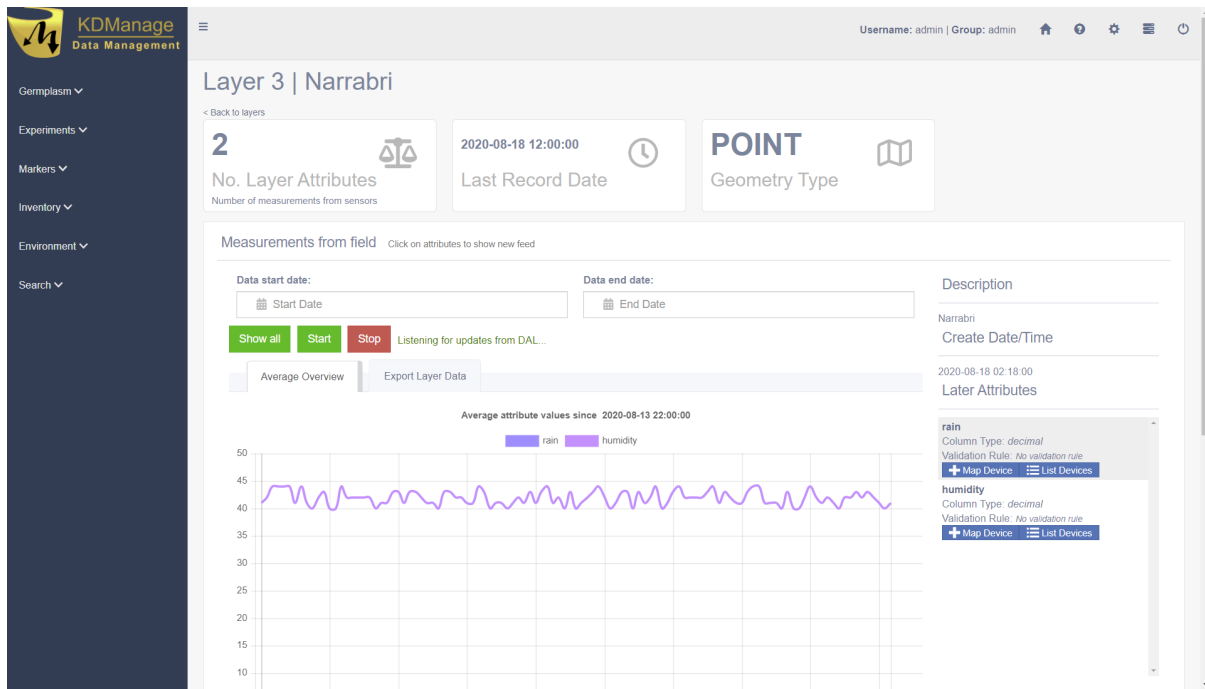 KDManage
Data Management
Username: admin | Group: admin
Germplasm
Experiments
Markers
Inventory
Environment
Search
Layer 3 | Narrabri
< Back to layers
2
No. Layer Attributes
Number of measurements from sensors
2020-08-18 12:00:00
Last Record Date
POINT
Geometry Type
Measurements from field Click on attributes to show new feed
Data start date:
Start Date
Data end date:
End Date
Show all Start Stop Listening for updates from DAL...
Average Overview Export Layer Data
Average attribute values since 2020-08-13 22:00:00
rain humidity
50
45
40
35
30
25
20
15
10
Description
Narrabri
Create Date/Time
2020-08-18 02:18:00
Later Attributes
rain
Column Type: decimal
Validation Rule: No validation rule
Map Device List Devices
humidity
Column Type: decimal
Validation Rule: No validation rule
Map Device List Devices